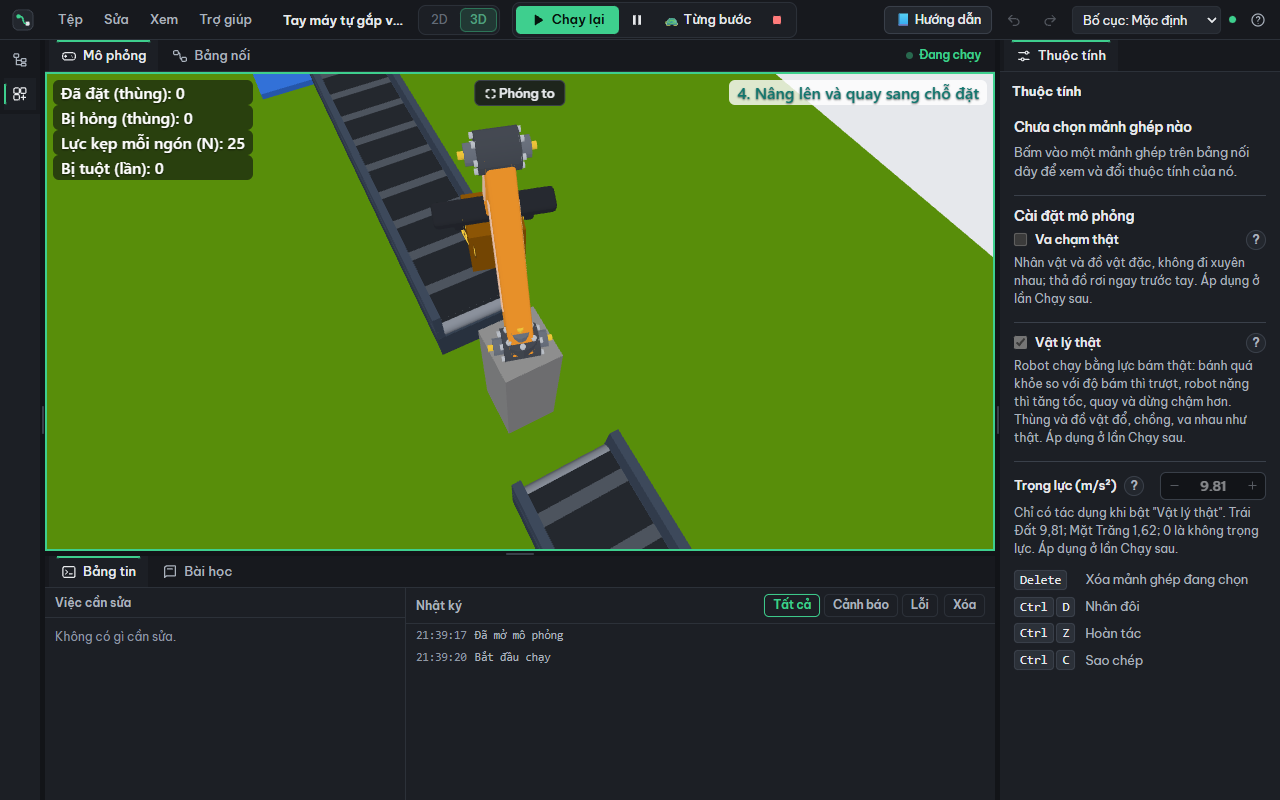 Tệp
Sửa
Xem
Trợ giúp
Tay máy tự gắp v...
2D
3D
Chạy lại
Từng bước
Hướng dẫn
Bố cục: Mặc định
Mô phỏng
Bảng nối
Đang chạy
Thuộc tính
Đã đặt (thùng): 0
Bị hỏng (thùng): 0
Lực kẹp mỗi ngón (N): 25
Bị tuột (lần): 0
Phóng to
4. Nâng lên và quay sang chỗ đặt
Thuộc tính
Chưa chọn mảnh ghép nào
Bấm vào một mảnh ghép trên bảng nối
dây để xem và đổi thuộc tính của nó.
Cài đặt mô phỏng
Va chạm thật
?
Nhân vật và đồ vật đặc, không đi xuyên
nhau; thả đồ rơi ngay trước tay. Áp dụng ở
lần Chạy sau.
Vật lý thật
?
Robot chạy bằng lực bám thật: bánh quá
khỏe so với độ bám thì trượt, robot nặng
thì tăng tốc, quay và dừng chậm hơn.
Thùng và đồ vật đổ, chồng, va nhau như
thật. Áp dụng ở lần Chạy sau.
Trọng lực (m/s²)
?
− 9.81 +
Chỉ có tác dụng khi bật "Vật lý thật". Trái
Đất 9,81; Mặt Trăng 1,62; 0 là không trọng
lực. Áp dụng ở lần Chạy sau.
Delete Xóa mảnh ghép đang chọn
Ctrl D Nhân đôi
Ctrl Z Hoàn tác
Ctrl C Sao chép
Bảng tin
Bài học
Việc cần sửa
Không có gì cần sửa.
Nhật ký
Tất cả
Cảnh báo
Lỗi
Xóa
21:39:17 Đã mở mô phỏng
21:39:20 Bắt đầu chạy